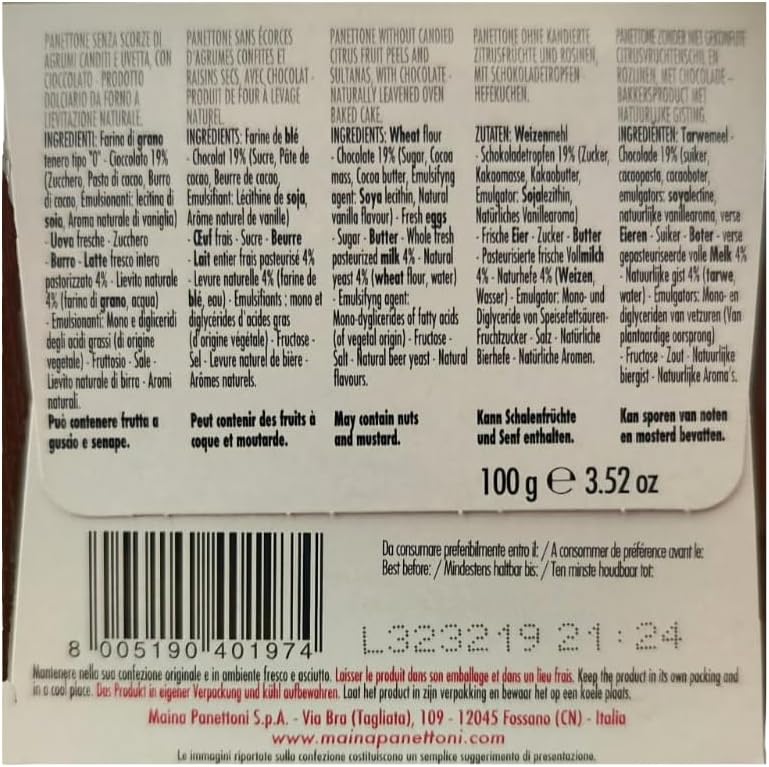 PANETTONE SENZA SCORZE DI
AGRUMI CANDITI E UVETTA, CON
CIOCCOLATO - PRODOTTO
DOLCIARIO DA FORNO A
LIEVITAZIONE NATURALE.
INGREDIENTI: Farina di grano
tenero tipo "0" - Cioccolato 19%
(Zucchero, Pasta di cacao, Burro
di cacao, Emulsionanti: lecitina di
soia, Aroma naturale di vaniglia)
- Uova fresche - Zucchero
- Burro - Latte fresco intero
pastorizzato 4% - Lievito naturale
4% (farina di grano, acqua)
- Emulsionanti: Mono e digliceridi
degli acidi grassi (di origine
vegetale) - Fruttosio - Sale -
Lievito naturale di birra - Aromi
naturali.
Può contenere frutta a
guscio e senape.
PANETTONE SANS ÉCORCES
D'AGRUMES CONFITES ET
RAISINS SECS, AVEC CHOCOLAT -
PRODUIT DE FOUR À LEVAGE
NATUREL.
INGRÉDIENTS: Farine de blé
- Chocolat 19% (Sucre, Pâte de
cacao, Beurre de cacao,
Emulsifiant: Lécithine de soja,
Arôme naturel de vanille)
- Œuf frais - Sucre - Beurre
- Lait entier frais pasteurisé 4%
- Levure naturelle 4% (farine de
blé, eau) - Emulsifiants : mono et
diglycérides d'acides gras
(d'origine végétale) - Fructose -
Sel - Levure naturel de bière -
Arômes naturels.
Peut contenir des fruits à
coque et moutarde.
PANETTONE WITHOUT CANDIED
CITRUS FRUIT PEELS AND
SULTANAS, WITH CHOCOLATE -
NATURALLY LEAVENED OVEN
BAKED CAKE.
INGREDIENTS: Wheat flour
- Chocolate 19% (Sugar, Cocoa
mass, Cocoa butter, Emulsifyng
agent: Soya lecithin, Natural
vanilla flavour) - Fresh eggs
- Sugar - Butter - Whole fresh
pasteurized milk 4% - Natural
yeast 4% (wheat flour, water)
- Emulsifyng agent:
Mono-dyglicerides of fatty acids
(of vegetal origin) - Fructose -
Salt - Natural Beer yeast - Natural
flavours.
May contain nuts
and mustard.
PANETTONE OHNE KANDIERTE
ZITRUSFRÜCHTE UND ROSINEN,
MIT SCHOKOLADETROPFEN -
HEFEKUCHEN.
ZUTATEN: Weizenmehl
- Schokoladetropfen 19% (Zucker,
Kakaomasse, Kakaobutter,
Emulgator: Sojalezithin,
Natürliches Vanillearoma)
- Frische Eier - Zucker - Butter
- Pasteurisierte frische Vollmilch
4% - Naturhefe 4% (Weizen,
Wasser) - Emulgator: Mono- und
Diglyceride von Speisefettsäuren-
Fruchtzucker - Salz - Natürliche
Bierhefe - Natürliche Aromen.
Kann Schalenfrüchte
und Senf enthalten.
PANETTONE ZONDER MET GEKONFIJTE
CITRUSVRUCHTENSCHIL EN
ROZIJNEN, MET CHOCOLADE -
BAKKERSPRODUCT MET
NATUURLIJKE GISTING.
INGREDIËNTEN: Tarwemeel -
Chocolade 19% (suiker,
cacaopasta, cacaoboter,
emulgators: soyalectine,
natuurlijke vanillearoma, verse
Eieren - Suiker - Boter - verse
gepasteuriseerde volle Melk 4%
- Natuurlijke gist 4% (tarwe,
water) - Emulgators: Mono- en
diglyceriden van vetzuren (Van
plantaardige oorsprong)
- Fructose - Zout - Natuurlijke
biergist - Natuurlijke Aroma's.
Kan sporen van noten
en mosterd bevatten.
100 g e 3.52 oz
Da consumare preferibilmente entro il: / A consommer de préférence avant le:
Best before: / Mindestens haltbar bis: / Ten minste houdbaar tot:
L323219 21:24
8 005190 401974
Mantenere nella sua confezione originale e in ambiente fresco e asciutto. Laisser le produit dans son emballage et dans un lieu frais. Keep the product in its own packing and
in a cool place. Das Produkt in eigener Verpackung und kühl aufbewahren. Laat het product in zijn verpakking en bewaar het op een koele plaats.
Maina Panettoni S.p.A. - Via Bra (Tagliata), 109 - 12045 Fossano (CN) - Italia
www.mainapanettoni.com
Le immagini riportate sulla confezione costituiscono un semplice suggerimento di presentazione.